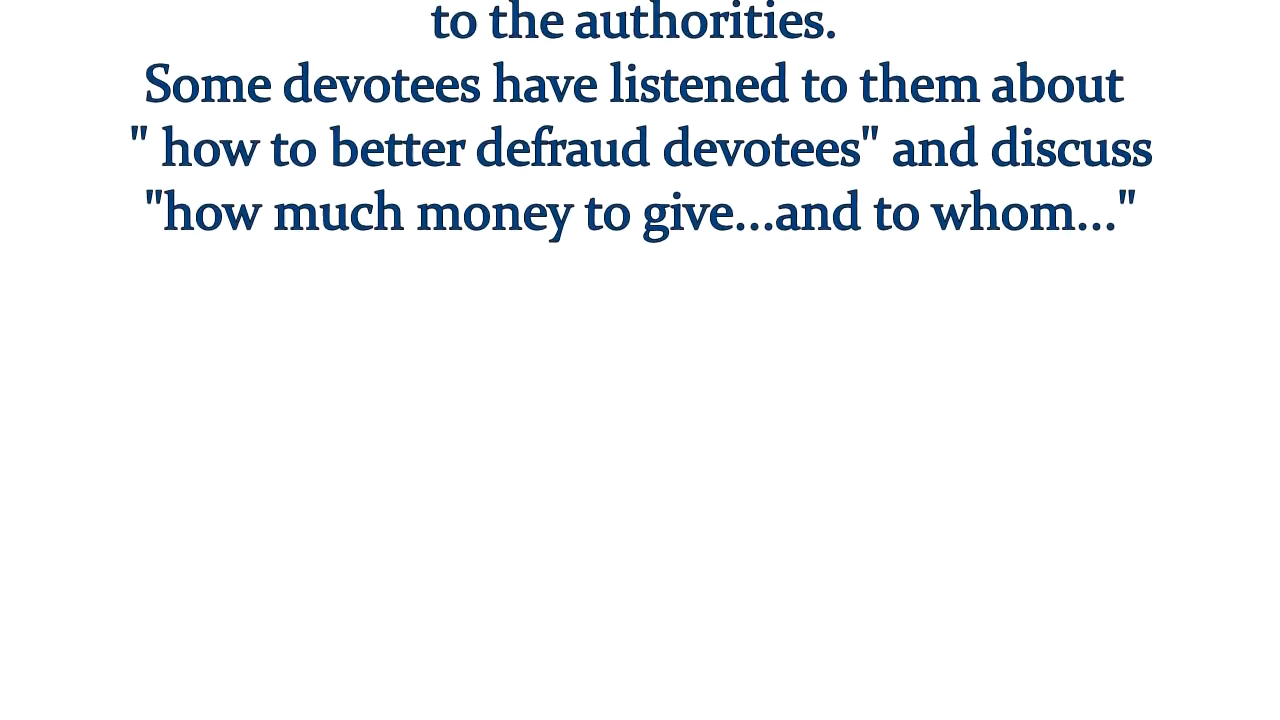 to the authorities.
Some devotees have listened to them about
" how to better defraud devotees" and discuss
"how much money to give...and to whom..."